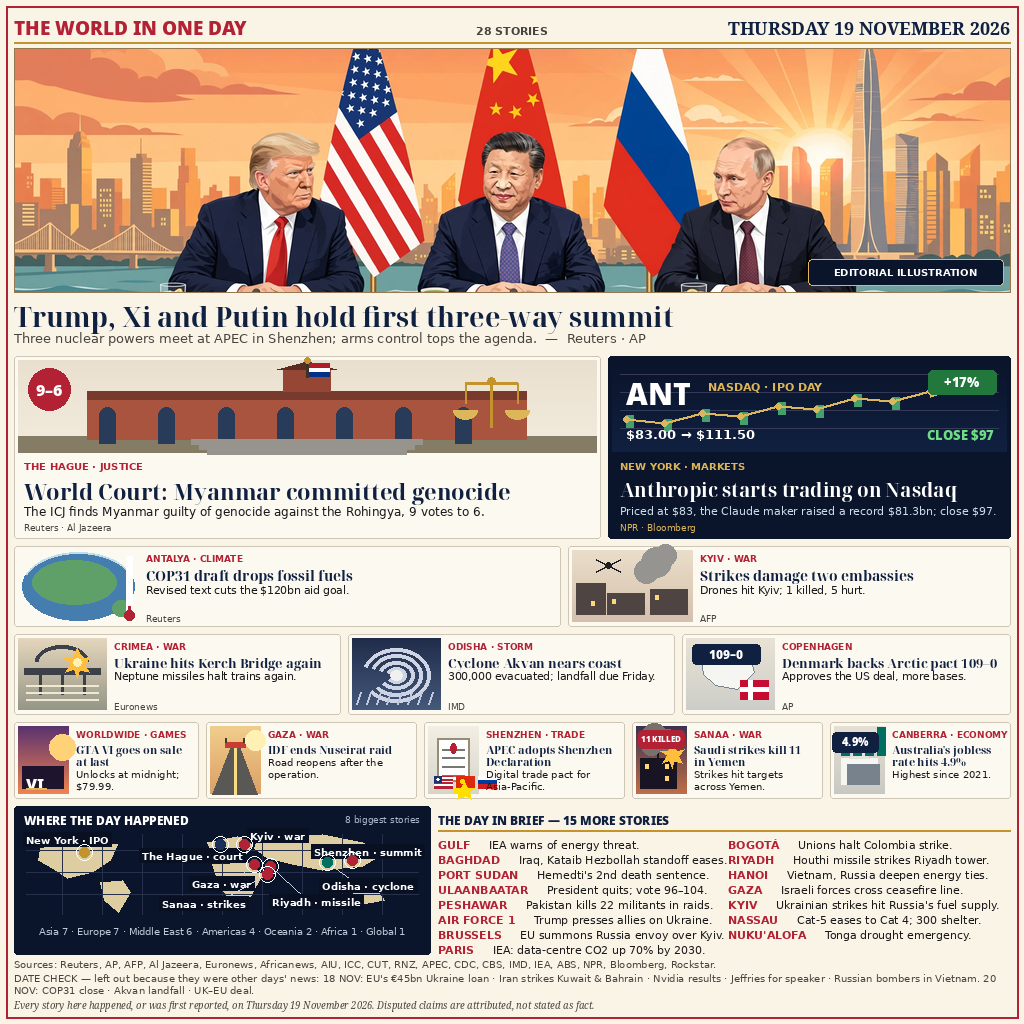 THE WORLD IN ONE DAY
28 STORIES
THURSDAY 19 NOVEMBER 2026
EDITORIAL ILLUSTRATION
Trump, Xi and Putin hold first three-way summit
Three nuclear powers meet at APEC in Shenzhen; arms control tops the agenda. — Reuters · AP
9–6
THE HAGUE · JUSTICE
World Court: Myanmar committed genocide
The ICJ finds Myanmar guilty of genocide against the Rohingya, 9 votes to 6.
Reuters · Al Jazeera
ANT
NASDAQ · IPO DAY
+17%
$83.00 → $111.50
CLOSE $97
NEW YORK · MARKETS
Anthropic starts trading on Nasdaq
Priced at $83, the Claude maker raised a record $81.3bn; close $97.
NPR · Bloomberg
ANTALYA · CLIMATE
COP31 draft drops fossil fuels
Revised text cuts the $120bn aid goal.
Reuters
KYIV · WAR
Strikes damage two embassies
Drones hit Kyiv; 1 killed, 5 hurt.
AFP
CRIMEA · WAR
Ukraine hits Kerch Bridge again
Neptune missiles halt trains again.
Euronews
ODISHA · STORM
Cyclone Akvan nears coast
300,000 evacuated; landfall due Friday.
IMD
109–0
COPENHAGEN
Denmark backs Arctic pact 109–0
Approves the US deal, more bases.
AP
VI
WORLDWIDE · GAMES
GTA VI goes on sale
at last
Unlocks at midnight;
$79.99.
GAZA · WAR
IDF ends Nuseirat raid
Road reopens after the
operation.
SHENZHEN · TRADE
APEC adopts Shenzhen
Declaration
Digital trade pact for
Asia-Pacific.
11 KILLED
SANAA · WAR
Saudi strikes kill 11
in Yemen
Strikes hit targets
across Yemen.
4.9%
CANBERRA · ECONOMY
Australia's jobless
rate hits 4.9%
Highest since 2021.
WHERE THE DAY HAPPENED
8 biggest stories
New York · IPO
Kyiv · war
The Hague · court
Shenzhen · summit
Gaza · war
Odisha · cyclone
Sanaa · strikes
Riyadh · missile
Asia 7 · Europe 7 · Middle East 6 · Americas 4 · Oceania 2 · Africa 1 · Global 1
THE DAY IN BRIEF — 15 MORE STORIES
GULF IEA warns of energy threat.
BAGHDAD Iraq, Kataib Hezbollah standoff eases.
PORT SUDAN Hemedti's 2nd death sentence.
ULAANBAATAR President quits; vote 96–104.
PESHAWAR Pakistan kills 22 militants in raids.
AIR FORCE 1 Trump presses allies on Ukraine.
BRUSSELS EU summons Russia envoy over Kyiv.
PARIS IEA: data-centre CO2 up 70% by 2030.
BOGOTÁ Unions halt Colombia strike.
RIYADH Houthi missile strikes Riyadh tower.
HANOI Vietnam, Russia deepen energy ties.
GAZA Israeli forces cross ceasefire line.
KYIV Ukrainian strikes hit Russia's fuel supply.
NASSAU Cat-5 eases to Cat 4; 300 shelter.
NUKU'ALOFA Tonga drought emergency.
Sources: Reuters, AP, AFP, Al Jazeera, Euronews, Africanews, AIU, ICC, CUT, RNZ, APEC, CDC, CBS, IMD, IEA, ABS, NPR, Bloomberg, Rockstar.
DATE CHECK — left out because they were other days' news: 18 NOV: EU's €45bn Ukraine loan · Iran strikes Kuwait & Bahrain · Nvidia results · Jeffries for speaker · Russian bombers in Vietnam. 20
NOV: COP31 close · Akvan landfall · UK–EU deal.
Every story here happened, or was first reported, on Thursday 19 November 2026. Disputed claims are attributed, not stated as fact.